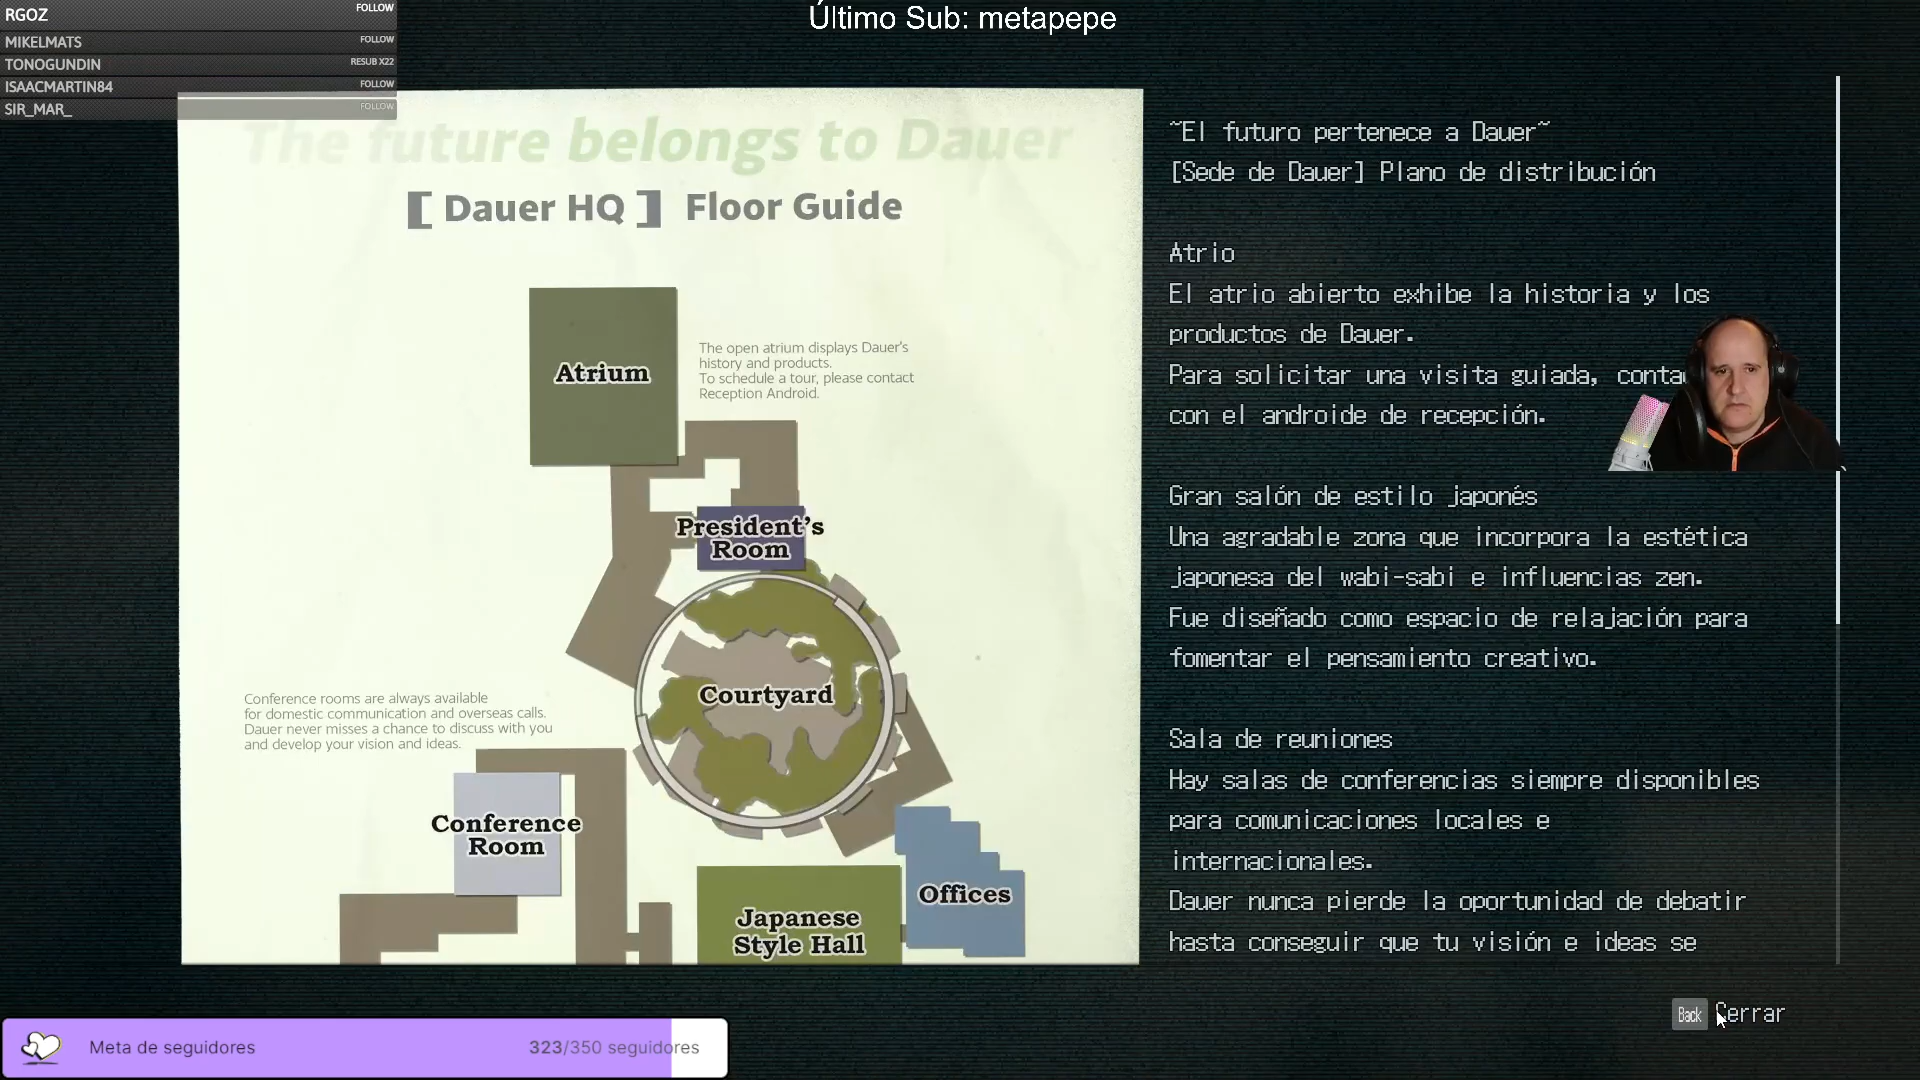 RGOZ FOLLOW
MIKELMATS FOLLOW
TONOGUNDIN RESUB X22
ISAACMARTIN84 FOLLOW
SIR_MAR_ FOLLOW
Último Sub: metapepe
The future belongs to Dauer
[ Dauer HQ ] Floor Guide
Atrium
The open atrium displays Dauer's
history and products.
To schedule a tour, please contact
Reception Android.
President's
Room
Courtyard
Conference rooms are always available
for domestic communication and overseas calls.
Dauer never misses a chance to discuss with you
and develop your vision and ideas.
Conference
Room
Offices
Japanese
Style Hall
~El futuro pertenece a Dauer~
[Sede de Dauer] Plano de distribución
Atrio
El atrio abierto exhibe la historia y los
productos de Dauer.
Para solicitar una visita guiada,
con el androide de recepción.
Gran salón de estilo japonés
Una agradable zona que incorpora la estética
japonesa del wabi-sabi e influencias zen.
Fue diseñado como espacio de relajación para
fomentar el pensamiento creativo.
Sala de reuniones
Hay salas de conferencias siempre disponibles
para comunicaciones locales e
internacionales.
Dauer nunca pierde la oportunidad de debatir
hasta conseguir que tu visión e ideas se
Back Cerrar
Meta de seguidores 323/350 seguidores